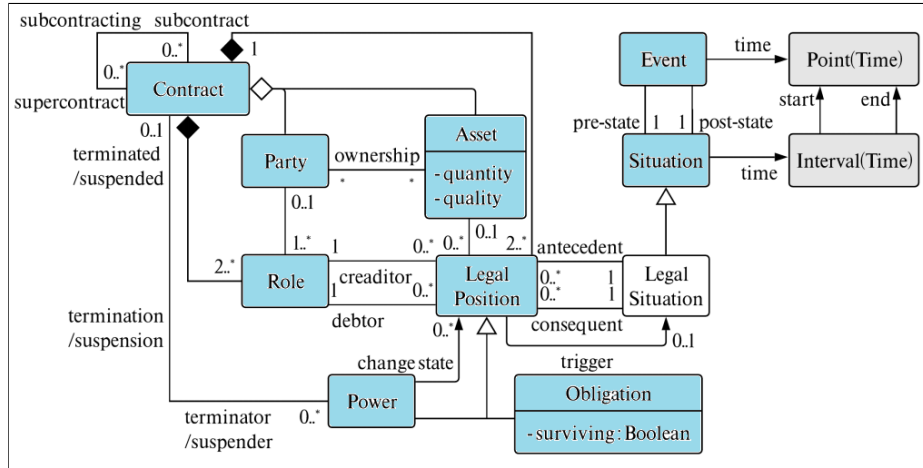 subcontracting
subcontract
0..*
1
0..*
Contract
supercontract
0..1
terminated
/suspended
Party
ownership
*
*
Asset
-quantity
-quality
Event
time
Point(Time)
start
end
pre-state
1
1
post-state
Situation
time
Interval(Time)
0..1
0..1
1..*
1
0..*
0..*
2..*
antecedent
2..*
Role
creaditor
1
0..*
debtor
Legal
Position
0..*
1
0..*
1
consequent
Legal
Situation
0..*
0..1
trigger
termination
/suspension
change state
Power
terminator
/suspender
0..*
Obligation
-surviving:Boolean